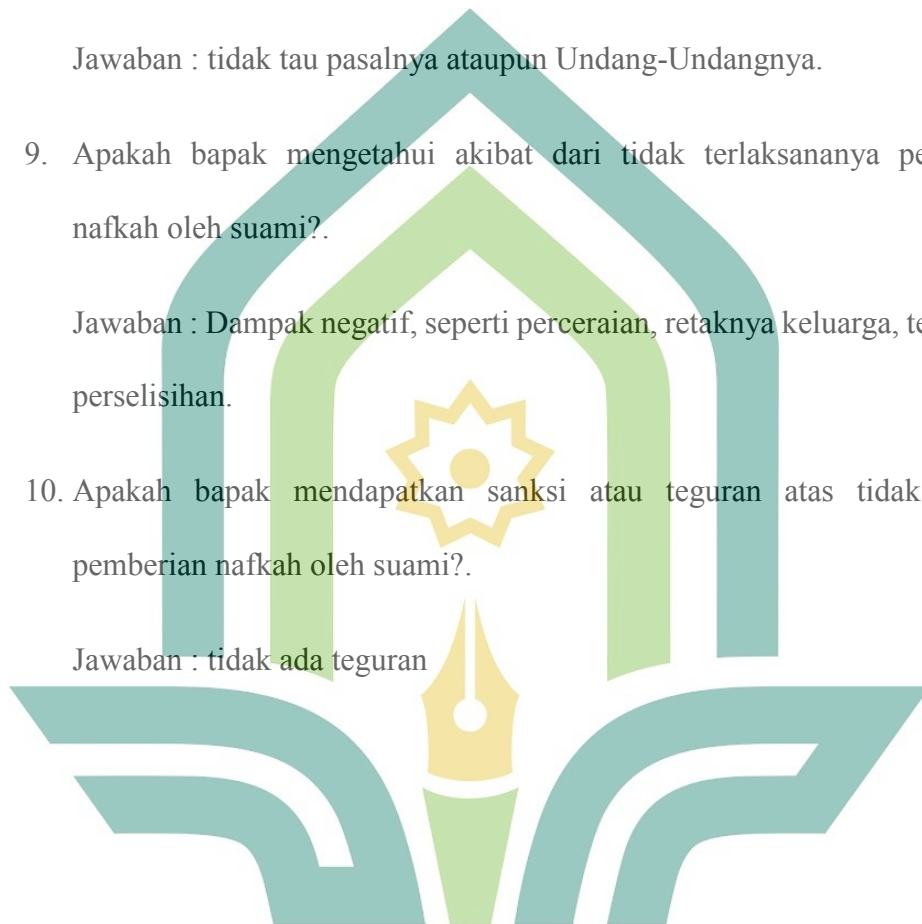 Jawaban : tidak tau pasalnya ataupun Undang-Undangnya.
9. Apakah bapak mengetahui akibat dari tidak terlaksananya
nafkah oleh suami?.
Jawaban : Dampak negatif, seperti perceraian, retaknya keluarga,
perselisihan.
10. Apakah bapak mendapatkan sanksi atau teguran atas tidak
pemberian nafkah oleh suami?.
Jawaban : tidak ada teguran